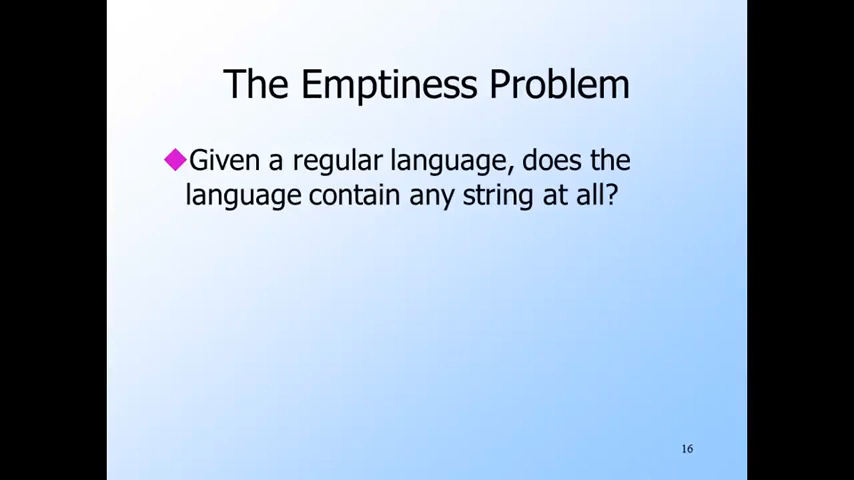 The Emptiness Problem
Given a regular language, does the
language contain any string at all?
16